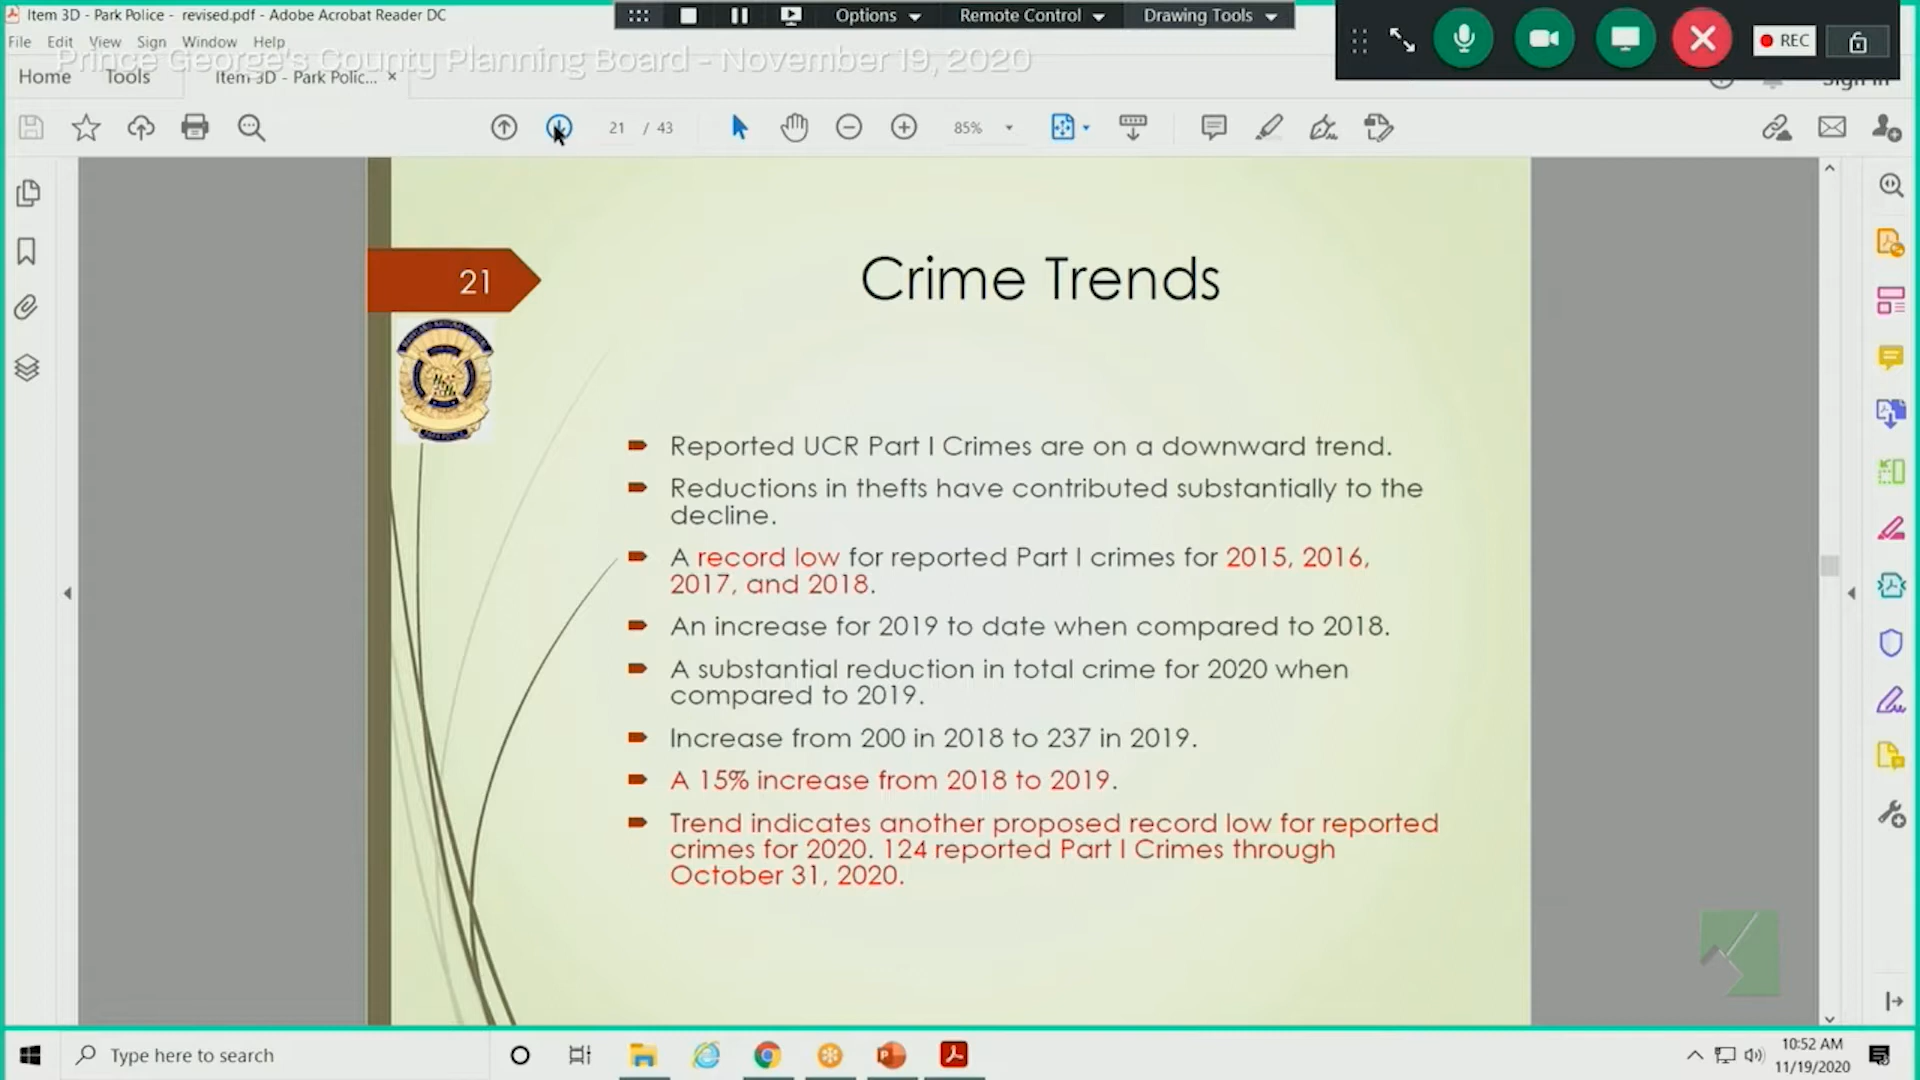 Item 3D - Park Police - revised.pdf - Adobe Acrobat Reader DC
Options
Remote Control
Drawing Tools
REC
File Edit View Sign Window Help
Prince George's County Planning Board - November 19, 2020
Home
Tools
Item 3D - Park Polic...
Sign In
21 / 43
85%
21
Crime Trends
PARK POLICE
Reported UCR Part I Crimes are on a downward trend.
Reductions in thefts have contributed substantially to the
decline.
A record low for reported Part I crimes for 2015, 2016,
2017, and 2018.
An increase for 2019 to date when compared to 2018.
A substantial reduction in total crime for 2020 when
compared to 2019.
Increase from 200 in 2018 to 237 in 2019.
A 15% increase from 2018 to 2019.
Trend indicates another proposed record low for reported
crimes for 2020. 124 reported Part I Crimes through
October 31, 2020.
Type here to search
10:52 AM
11/19/2020